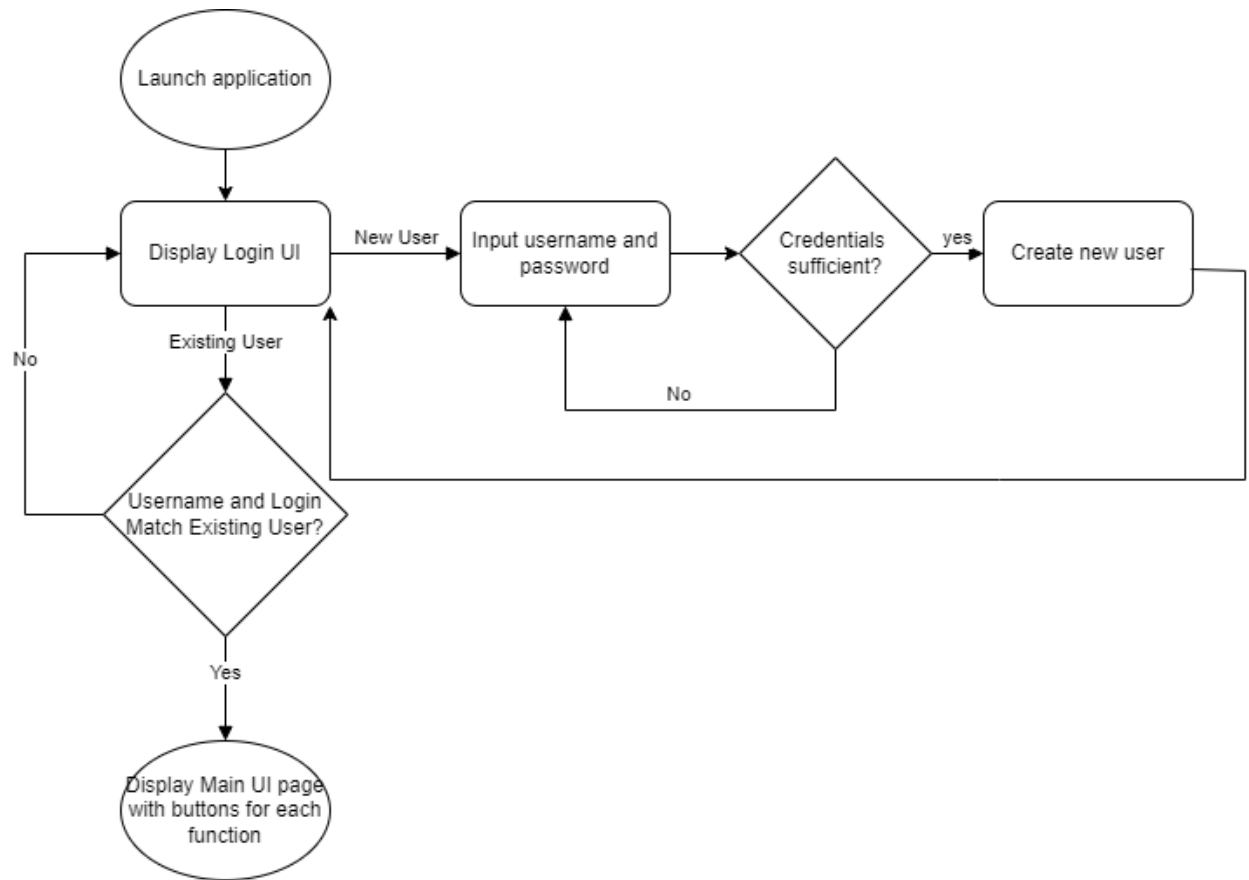 Launch application
Display Login UI
New User
Input username and
password
Credentials
sufficient?
yes
Create new user
No
Existing User
No
Username and Login
Match Existing User?
Yes
Display Main UI page
with buttons for each
function